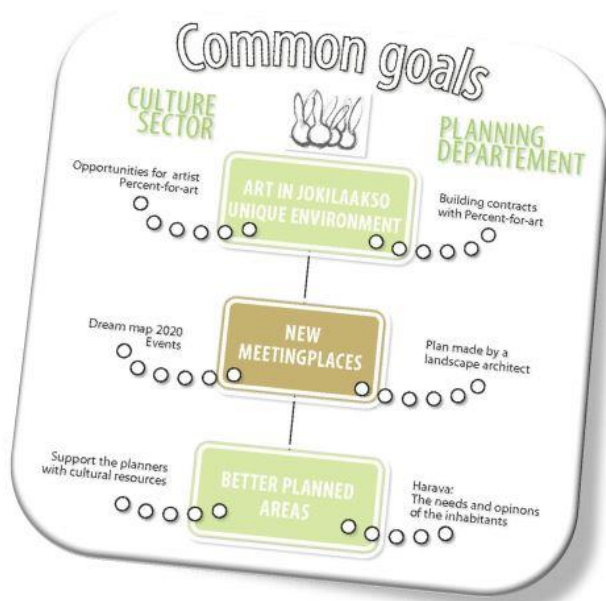 Common goals
CULTURE
SECTOR
PLANNING
DEPARTEMENT
Opportunities for artist
Percent-for-art
ART IN JOKILAAKSO
UNIQUE ENVIRONMENT
Building contracts
with Percent-for-art
Dream map 2020
Events
NEW
MEETINGPLACES
Plan made by a
landscape architect
Support the planners
with cultural resources
BETTER PLANNED
AREAS
Harava:
The needs and opinons
of the inhabitants